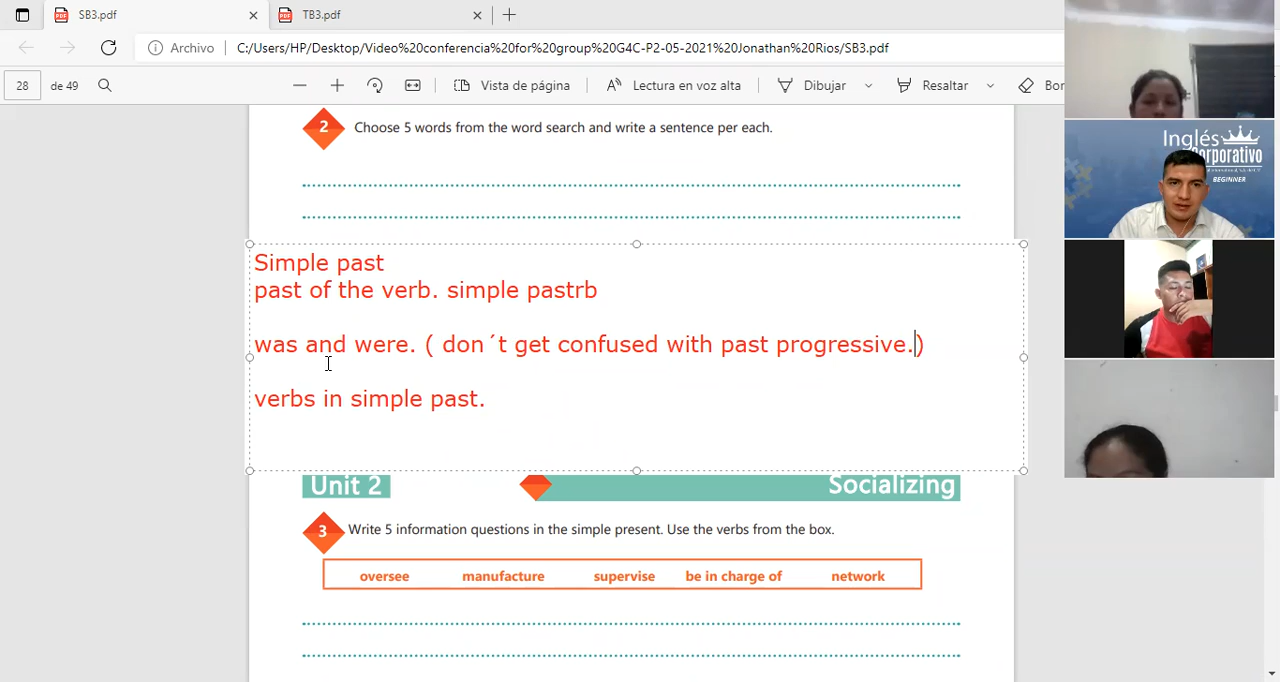 SB3.pdf
TB3.pdf
Archivo
C:/Users/HP/Desktop/Video%20conferencia%20for%20group%20G4C-P2-05-2021%20Jonathan%20Rios/SB3.pdf
28 de 49
Vista de página
Lectura en voz alta
Dibujar
Resaltar
Bor
2 Choose 5 words from the word search and write a sentence per each.
Simple past
past of the verb. simple pastrb
was and were. ( don´t get confused with past progressive.)
verbs in simple past.
Unit 2 Socializing
3 Write 5 information questions in the simple present. Use the verbs from the box.
oversee manufacture supervise be in charge of network
Inglés
Corporativo
BEGINNER